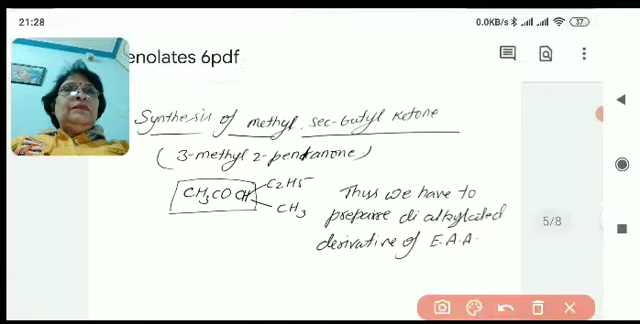 21:28
0.0KB/s
37
enolates 6pdf
Synthesis of methyl sec-butyl Ketone
(3-methyl 2-pentanone)
CH3CO CH
C2H5
CH3
Thus we have to
prepare di alkylated
derivative of E.A.A.
5/8